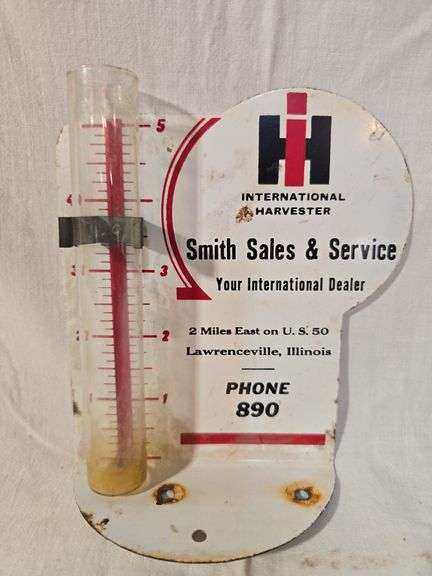 IH
INTERNATIONAL
HARVESTER
Smith Sales & Service
Your International Dealer
2 Miles East on U. S. 50
Lawrenceville, Illinois
PHONE
890
5
4
3
2
1